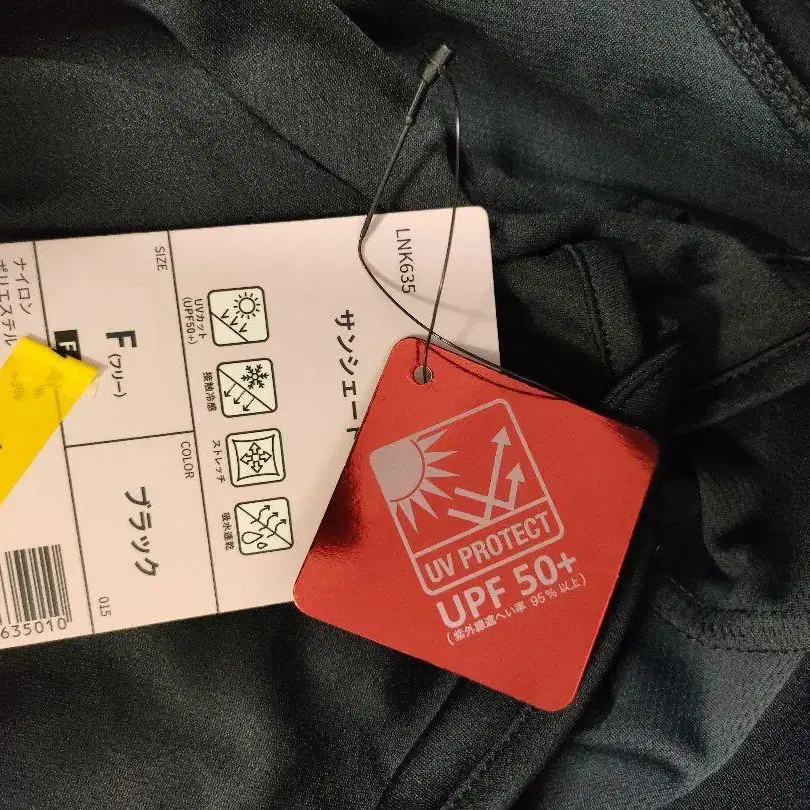 LNK635
サンシェード
UVカット
(UPF50+)
接触冷感
ストレッチ
吸水速乾
SIZE
F(フリー)
COLOR
ブラック
015
ナイロン
ポリエステル
635010
UV PROTECT
UPF 50+
(紫外線遮へい率 95%以上)